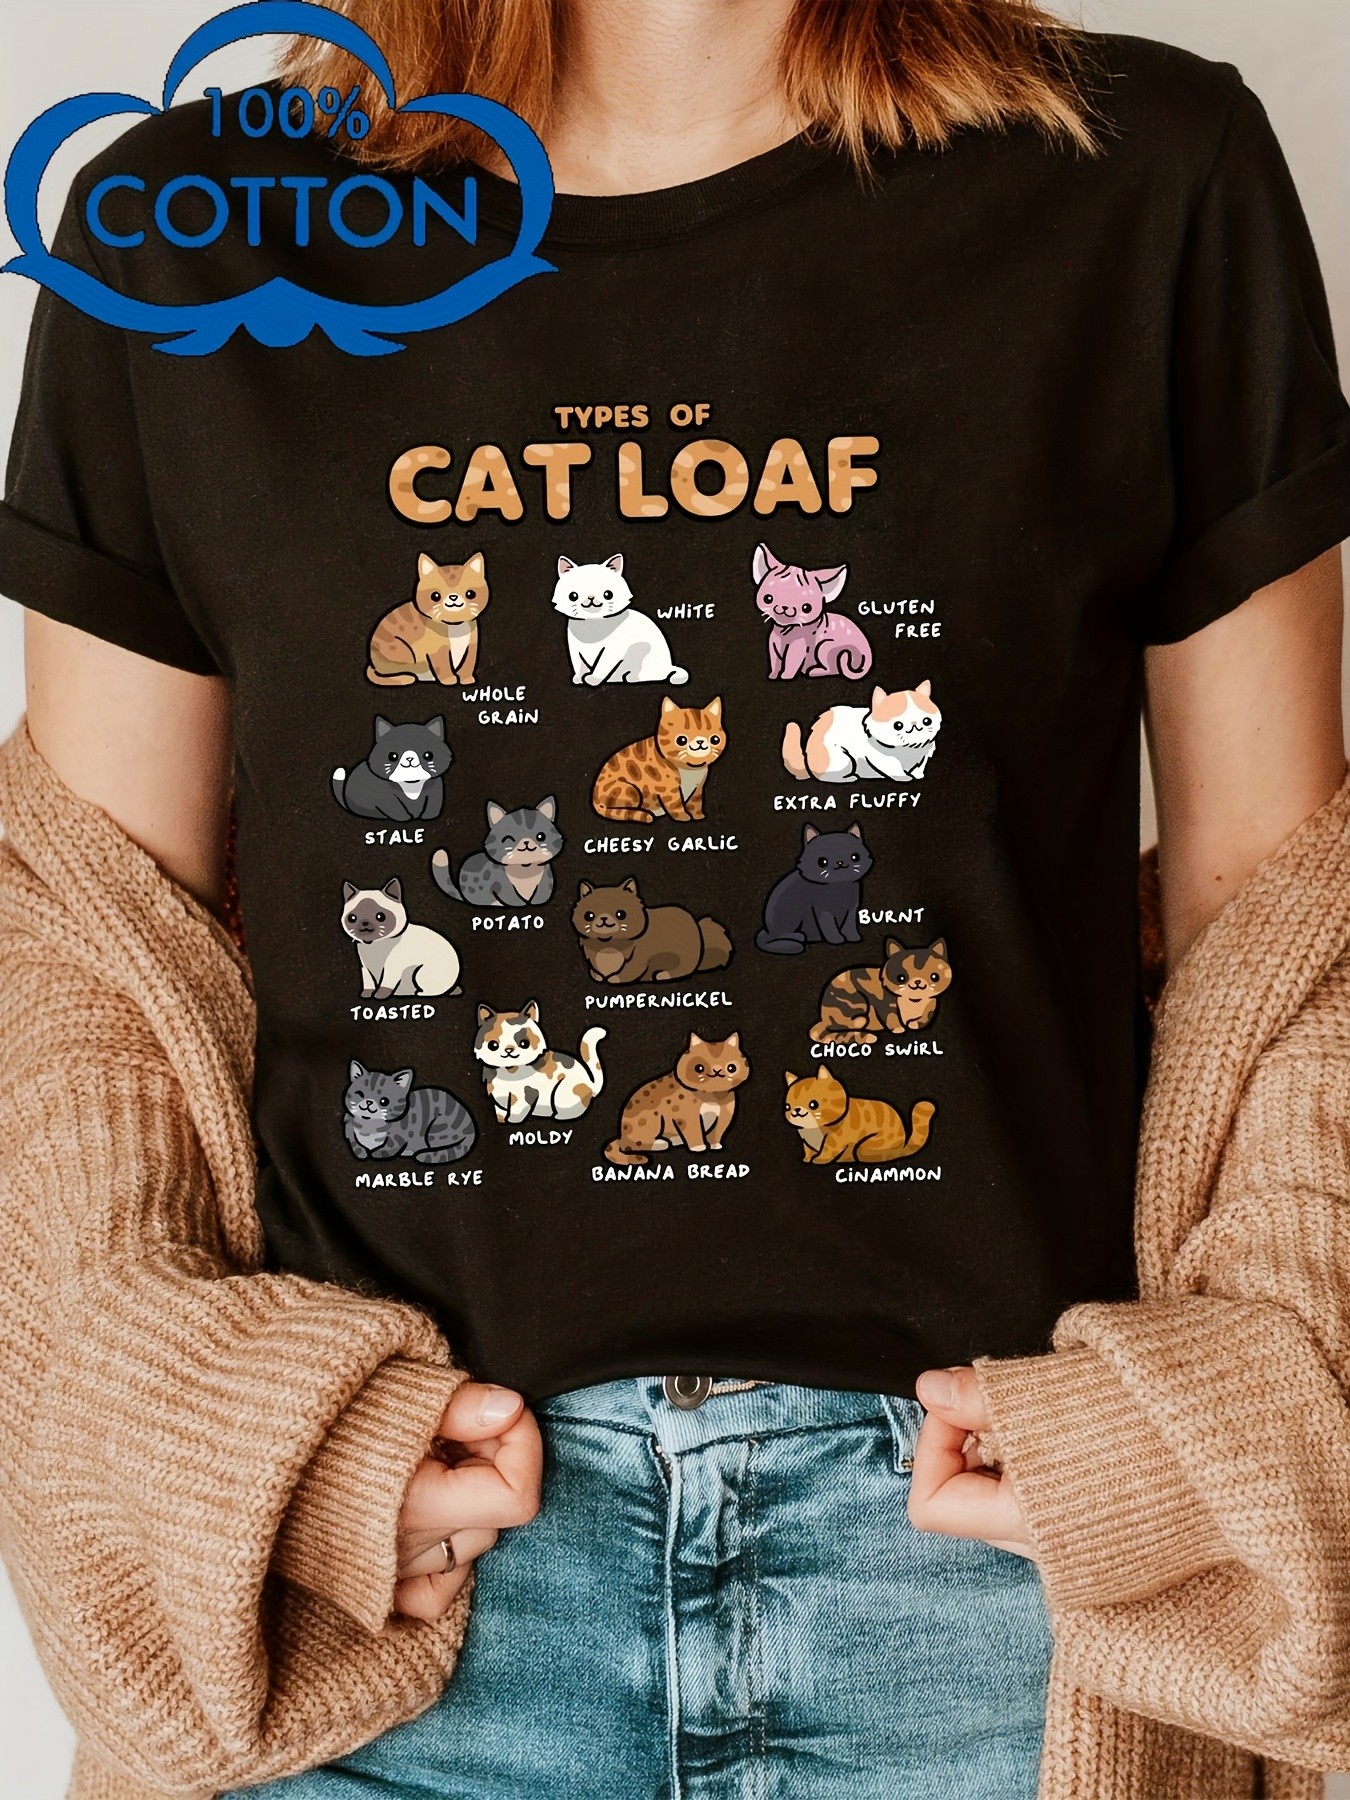 100%
COTTON
TYPES OF
CAT LOAF
WHOLE
GRAIN
WHITE
GLUTEN
FREE
STALE
CHEESY GARLIC
EXTRA FLUFFY
POTATO
BURNT
TOASTED
PUMPERNICKEL
CHOCO SWIRL
MARBLE RYE
MOLDY
BANANA BREAD
CINAMMON